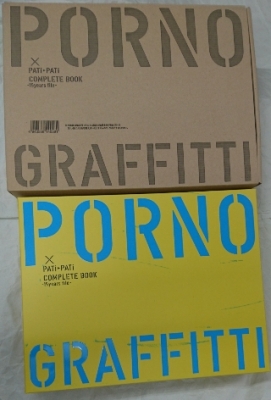 PORNO
×
PATi▸PATi
COMPLETE BOOK
GRAFFITTI
PORNO
×
PATi▸PATi
COMPLETE BOOK
GRAFFITTI